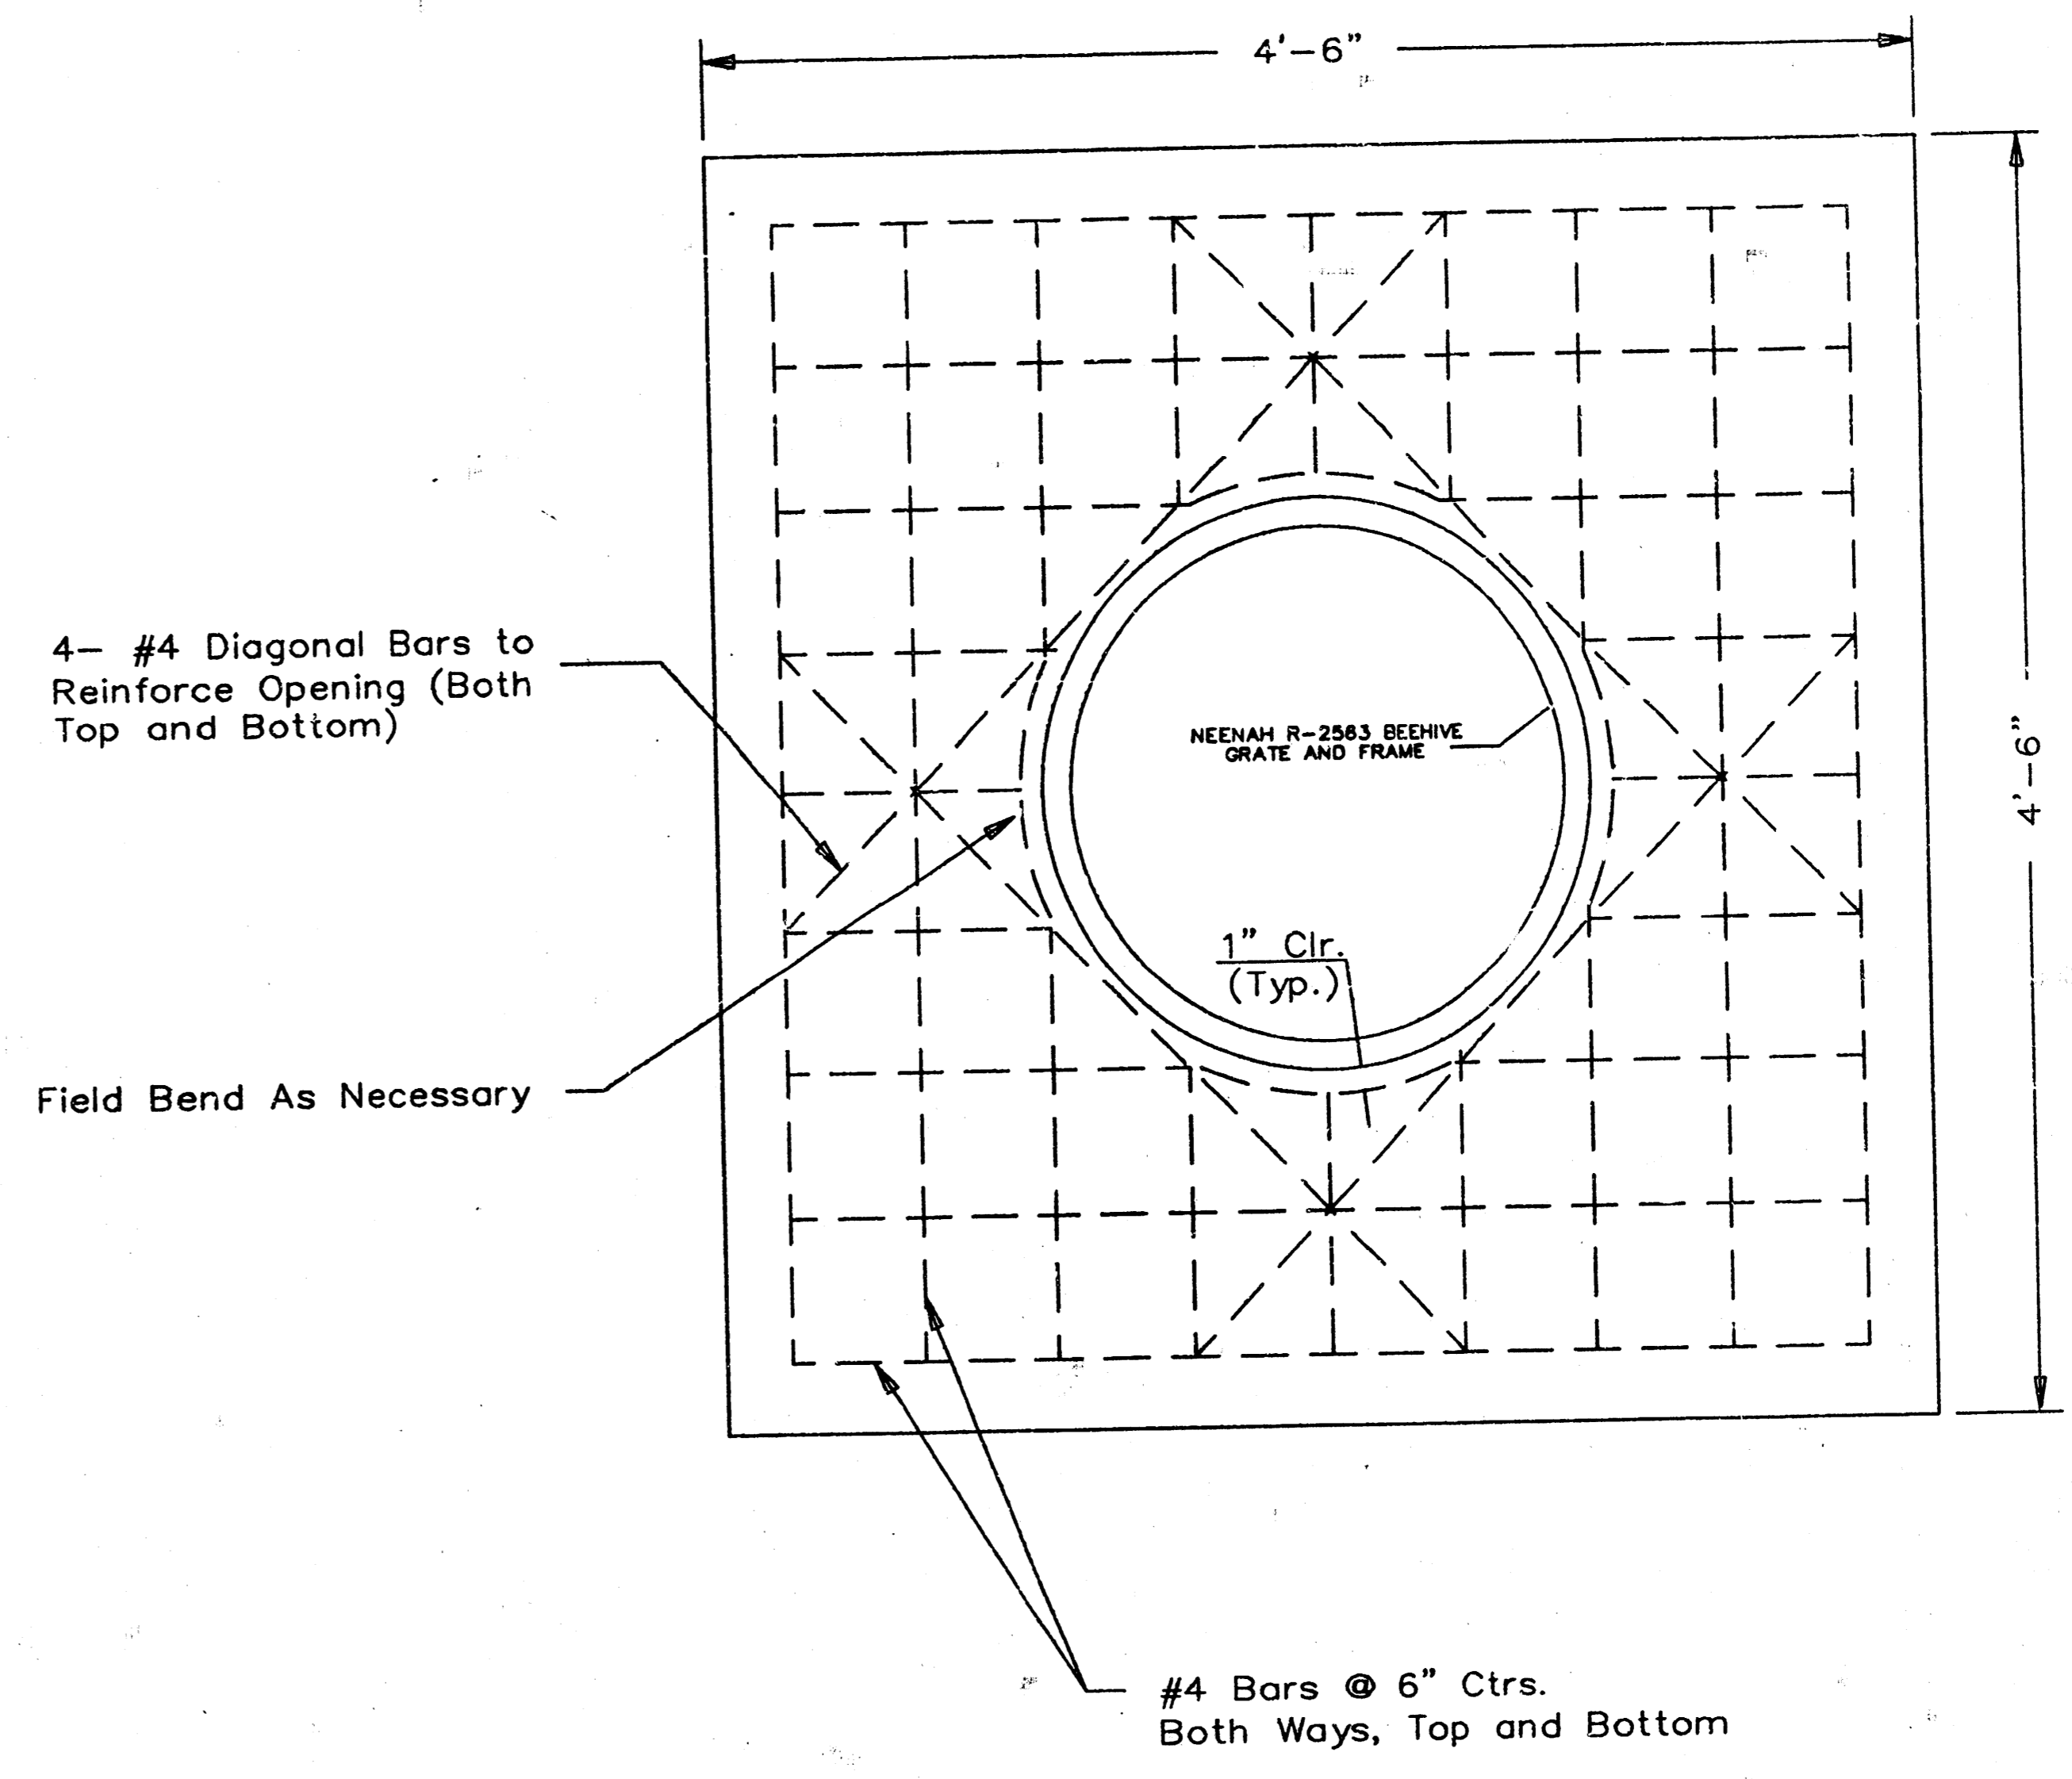 4'-6"
4- #4 Diagonal Bars to
Reinforce Opening (Both
Top and Bottom)
NEENAH R-2563 BEEHIVE
GRATE AND FRAME
4'-6"
1" Clr.
(Typ.)
Field Bend As Necessary
#4 Bars @ 6" Ctrs.
Both Ways, Top and Bottom